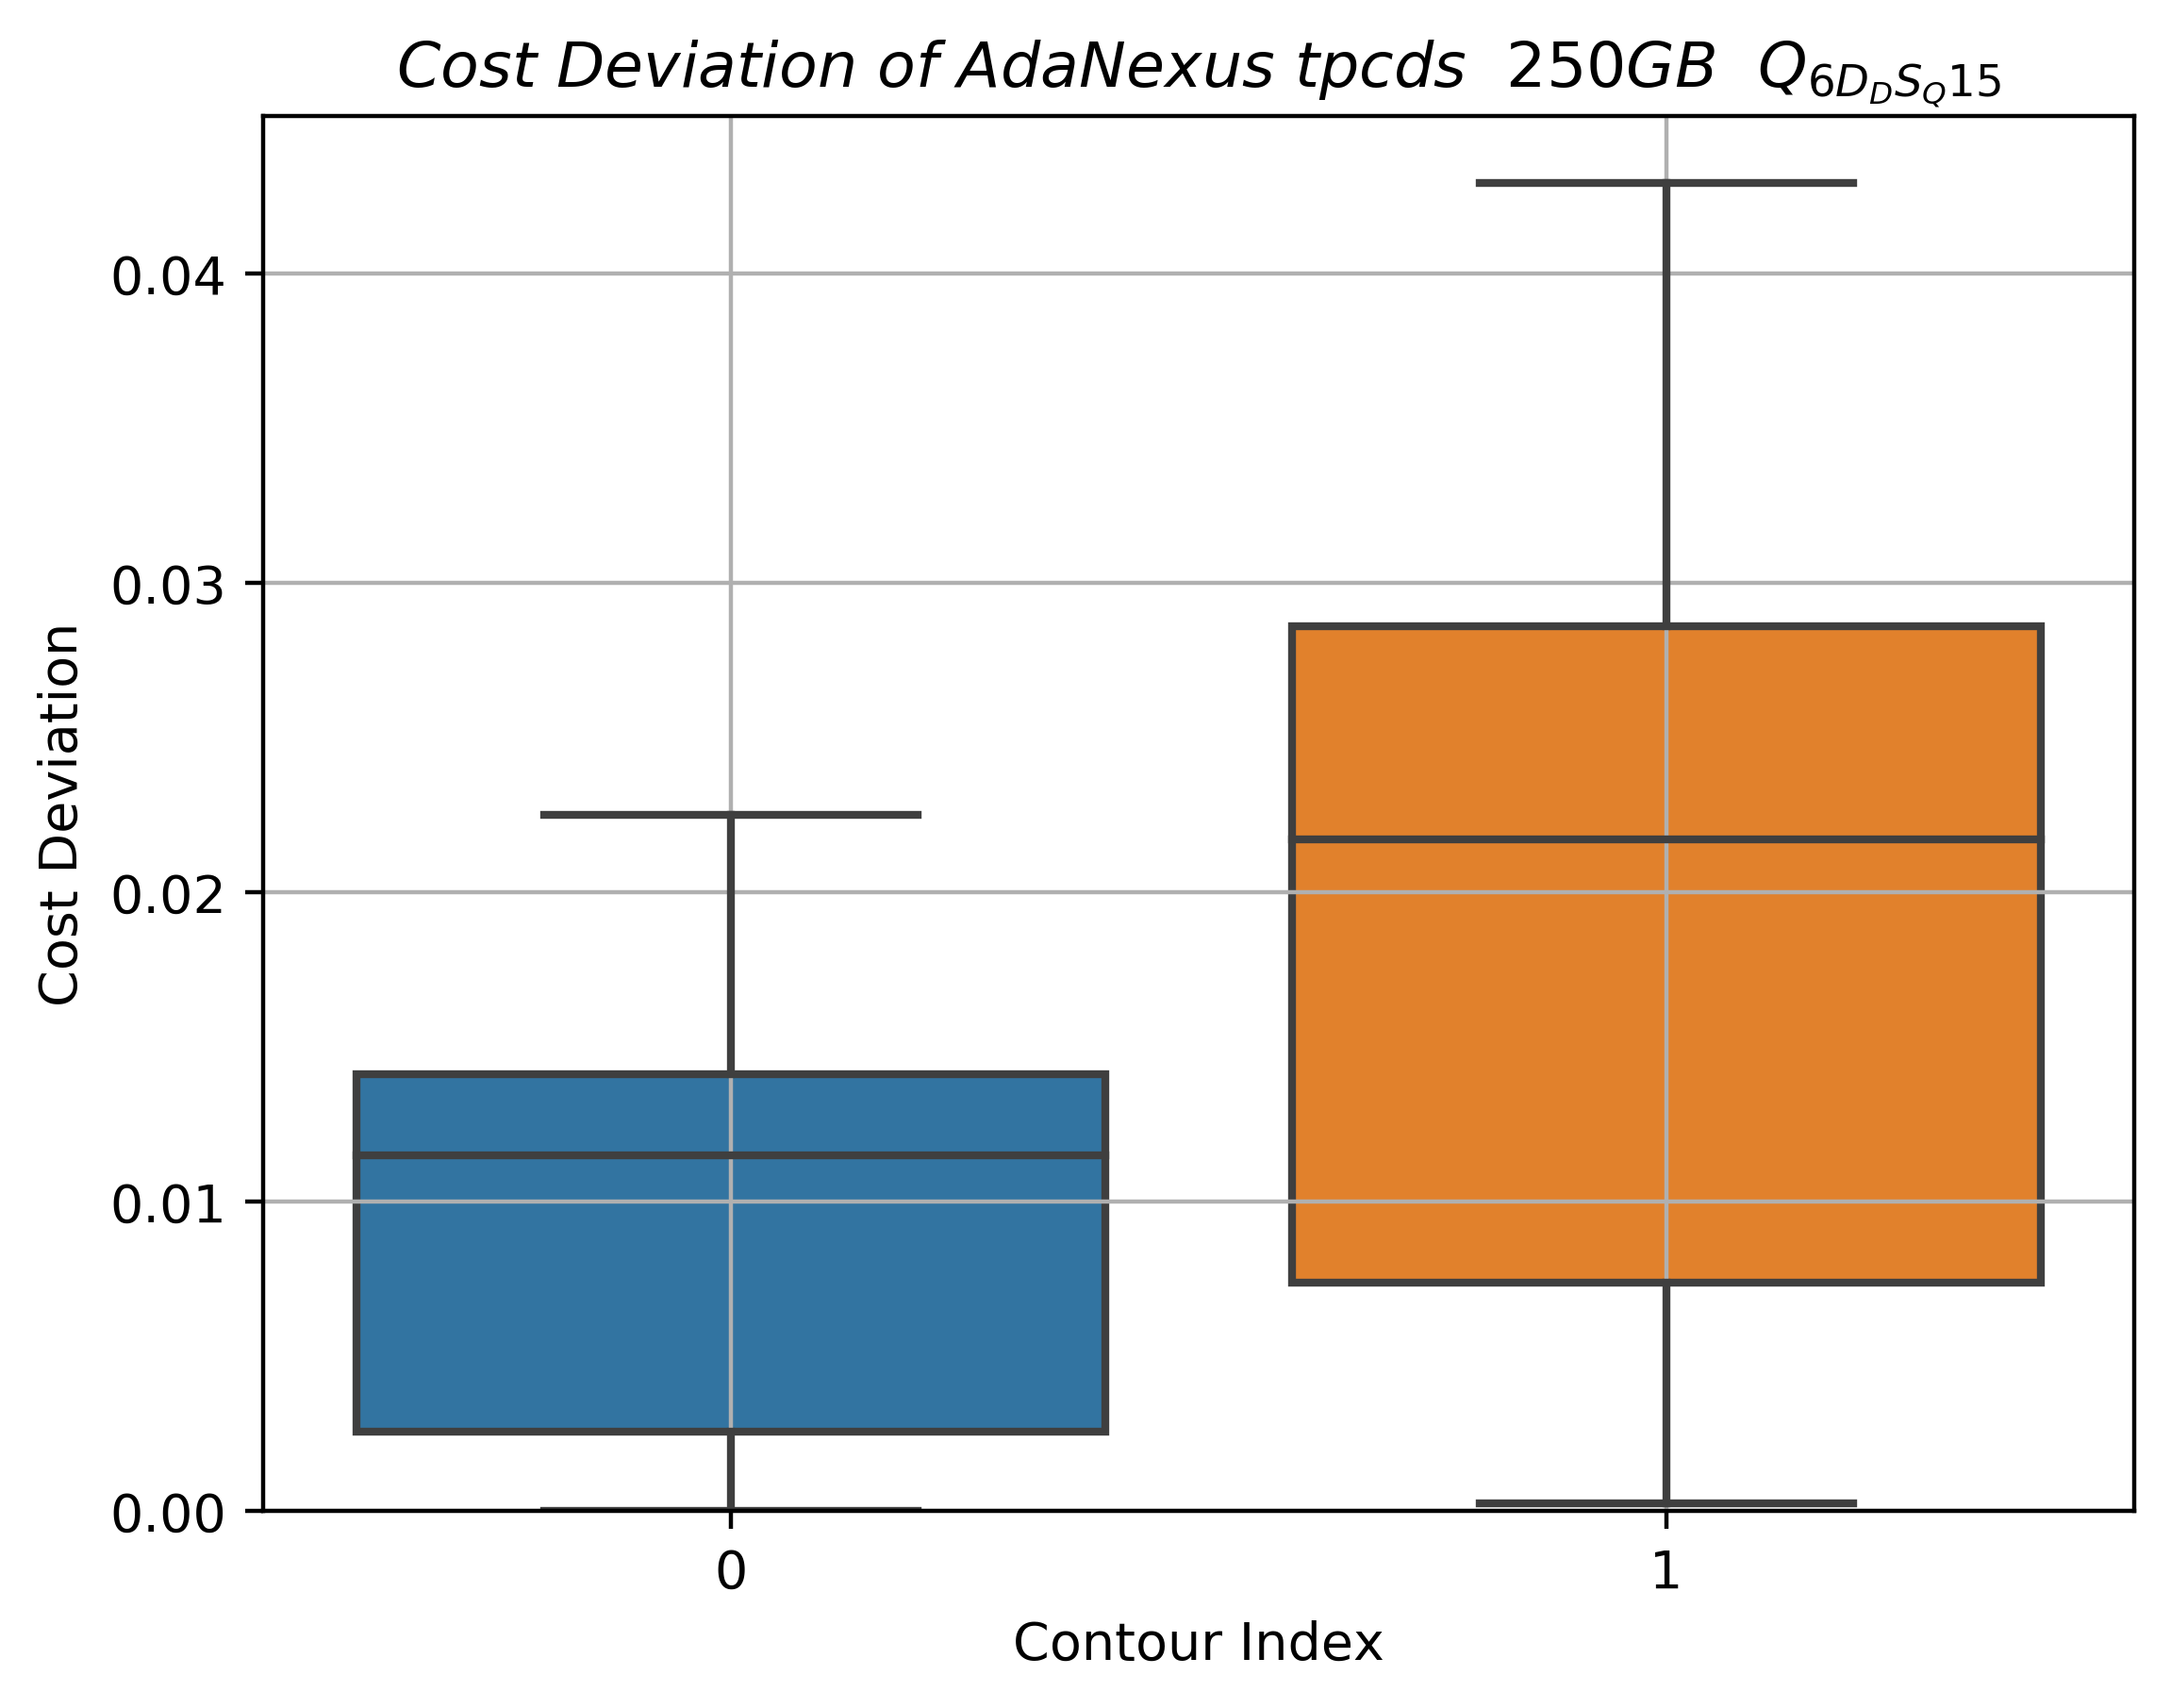 Cost Deviation of AdaNexus tpcds 250GB Q6DDSQ15
0.04
0.03
0.02
0.01
0.00
Cost Deviation
0 1
Contour Index